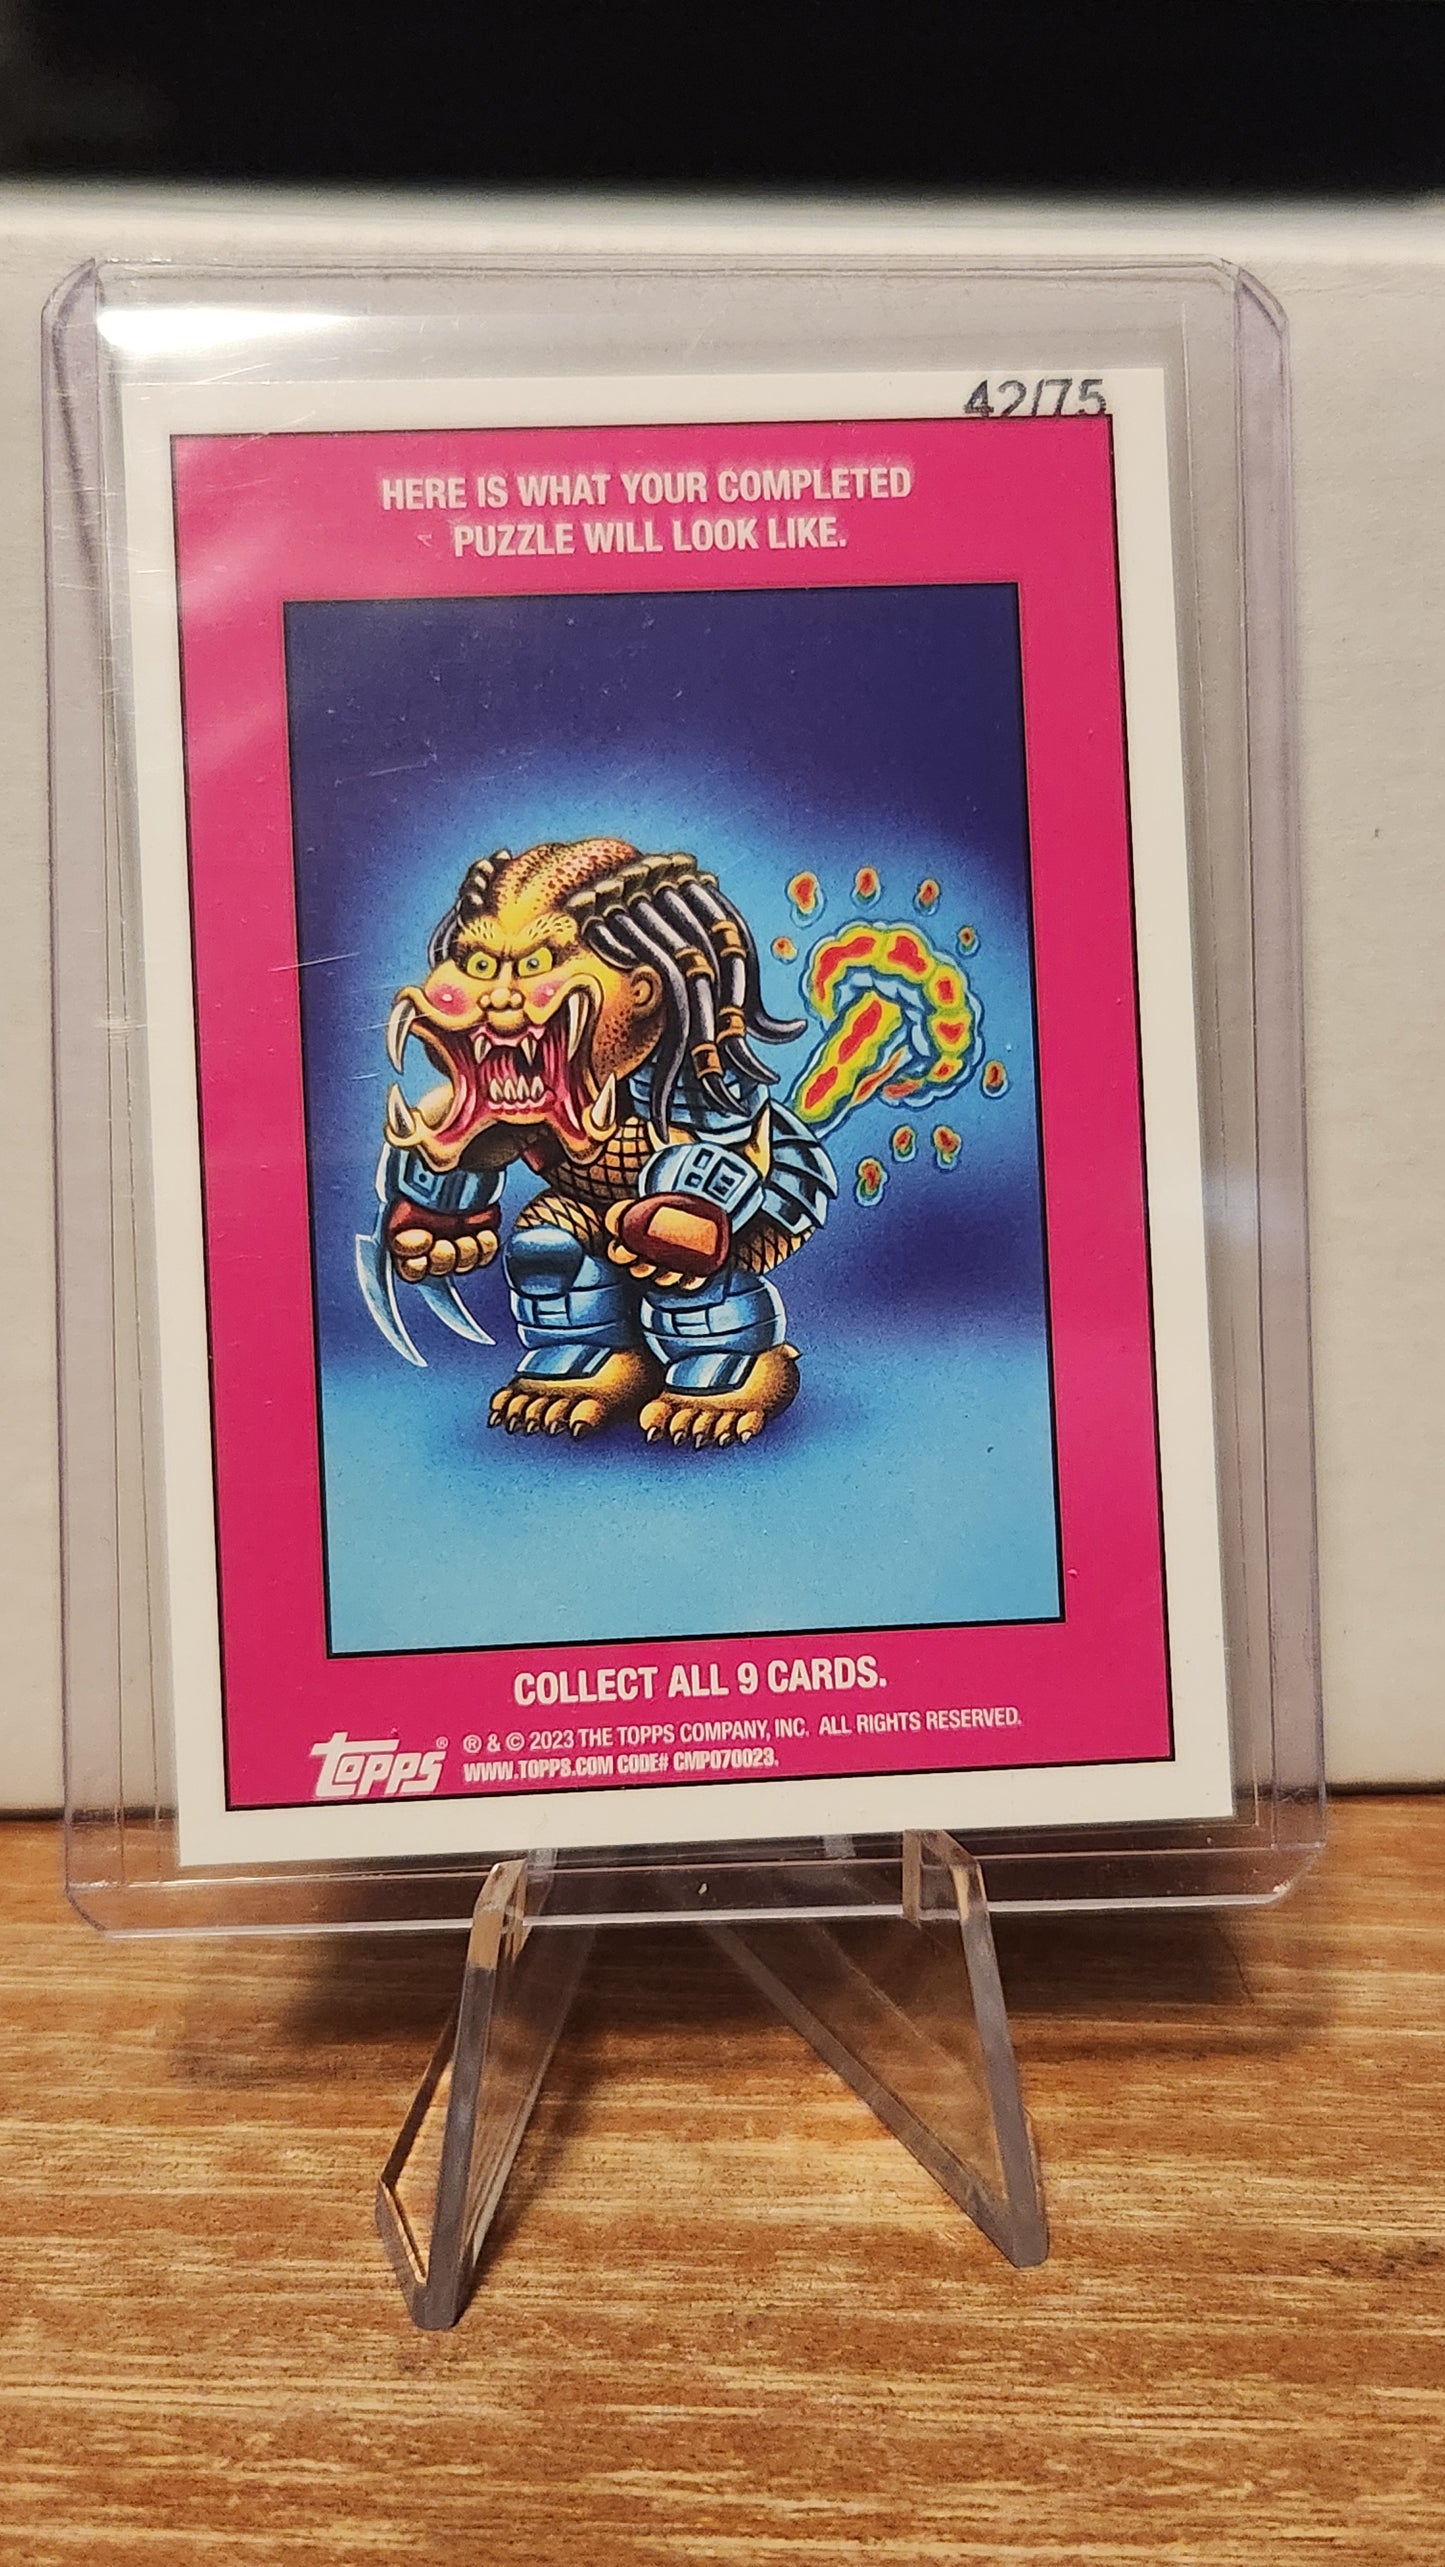 42/75
HERE IS WHAT YOUR COMPLETED
PUZZLE WILL LOOK LIKE.
COLLECT ALL 9 CARDS.
topps® ® & © 2023 THE TOPPS COMPANY, INC. ALL RIGHTS RESERVED.
WWW.TOPPS.COM CODE# CMP070023.